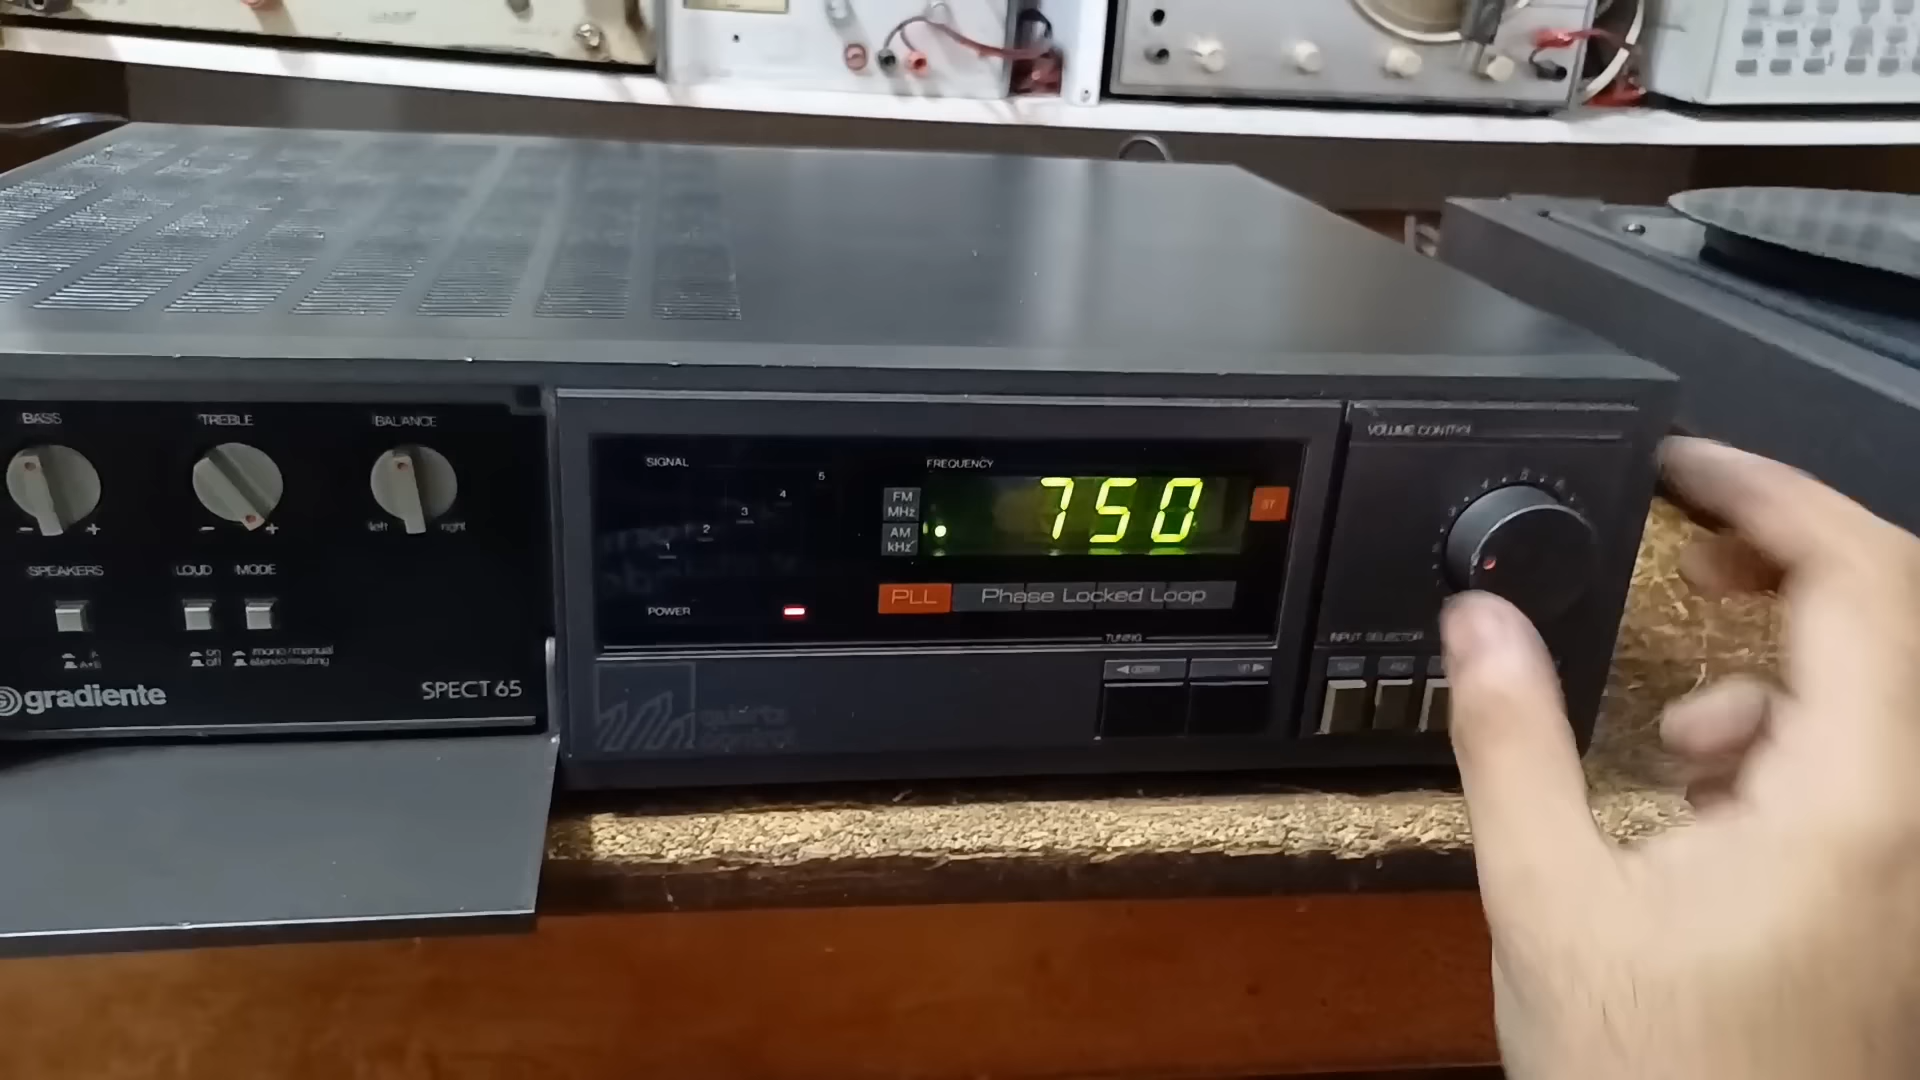 BASS TREBLE BALANCE
- + - + left right
SPEAKERS LOUD MODE
A
A+B
on
off
mono/manual
stereo/muting
gradiente SPECT 65
SIGNAL
1 2 3 4 5
POWER
FREQUENCY
FM
MHz
AM
kHz
750
ST
PLL Phase Locked Loop
TUNING
down up
quartz
control
VOLUME CONTROL
INPUT SELECTOR